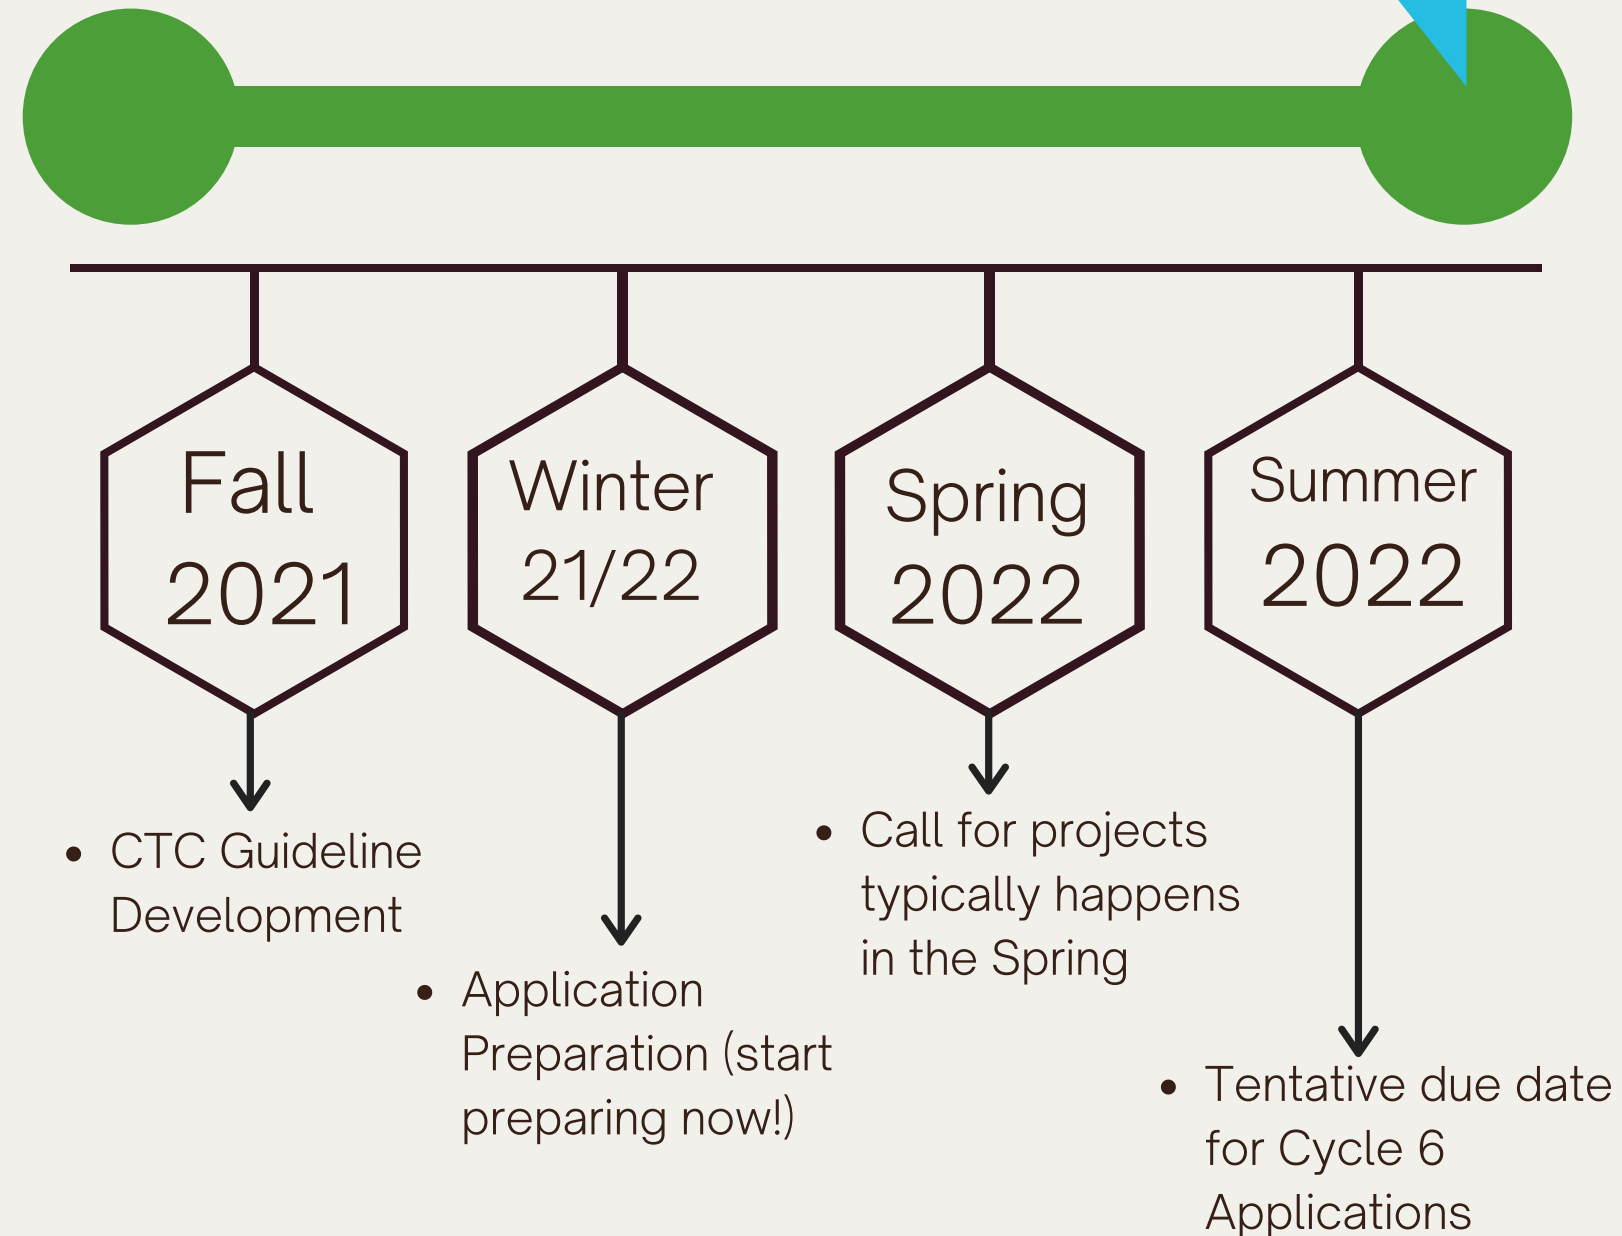 Fall
2021
Winter
21/22
Spring
2022
Summer
2022
• CTC Guideline
Development
• Application
Preparation (start
preparing now!)
• Call for projects
typically happens
in the Spring
• Tentative due date
for Cycle 6
Applications